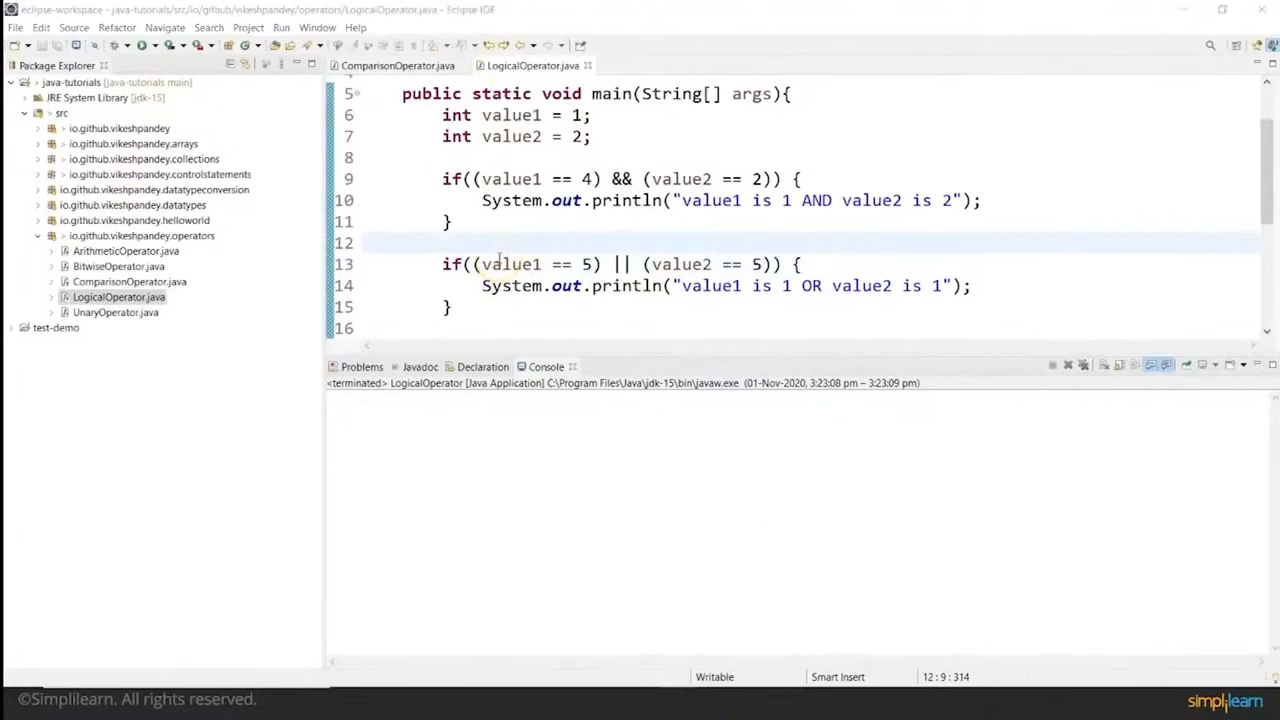 eclipse-workspace - java-tutorials/src/io/github/vikeshpandey/operators/LogicalOperator.java - Eclipse IDE
File Edit Source Refactor Navigate Search Project Run Window Help
Package Explorer
ComparisonOperator.java
LogicalOperator.java
java-tutorials [java-tutorials main]
JRE System Library [jdk-15]
src
io.github.vikeshpandey
io.github.vikeshpandey.arrays
io.github.vikeshpandey.collections
io.github.vikeshpandey.controlstatements
io.github.vikeshpandey.datatypeconversion
io.github.vikeshpandey.datatypes
io.github.vikeshpandey.helloworld
io.github.vikeshpandey.operators
ArithmeticOperator.java
BitwiseOperator.java
ComparisonOperator.java
LogicalOperator.java
UnaryOperator.java
test-demo
5 public static void main(String[] args){
6 int value1 = 1;
7 int value2 = 2;
8
9 if((value1 == 4) && (value2 == 2)) {
10 System.out.println("value1 is 1 AND value2 is 2");
11 }
12
13 if((value1 == 5) || (value2 == 5)) {
14 System.out.println("value1 is 1 OR value2 is 1");
15 }
16
Problems Javadoc Declaration Console
<terminated> LogicalOperator [Java Application] C:\Program Files\Java\jdk-15\bin\javaw.exe (01-Nov-2020, 3:23:08 pm – 3:23:09 pm)
Writable Smart Insert 12 : 9 : 314
©Simplilearn. All rights reserved.
simplilearn